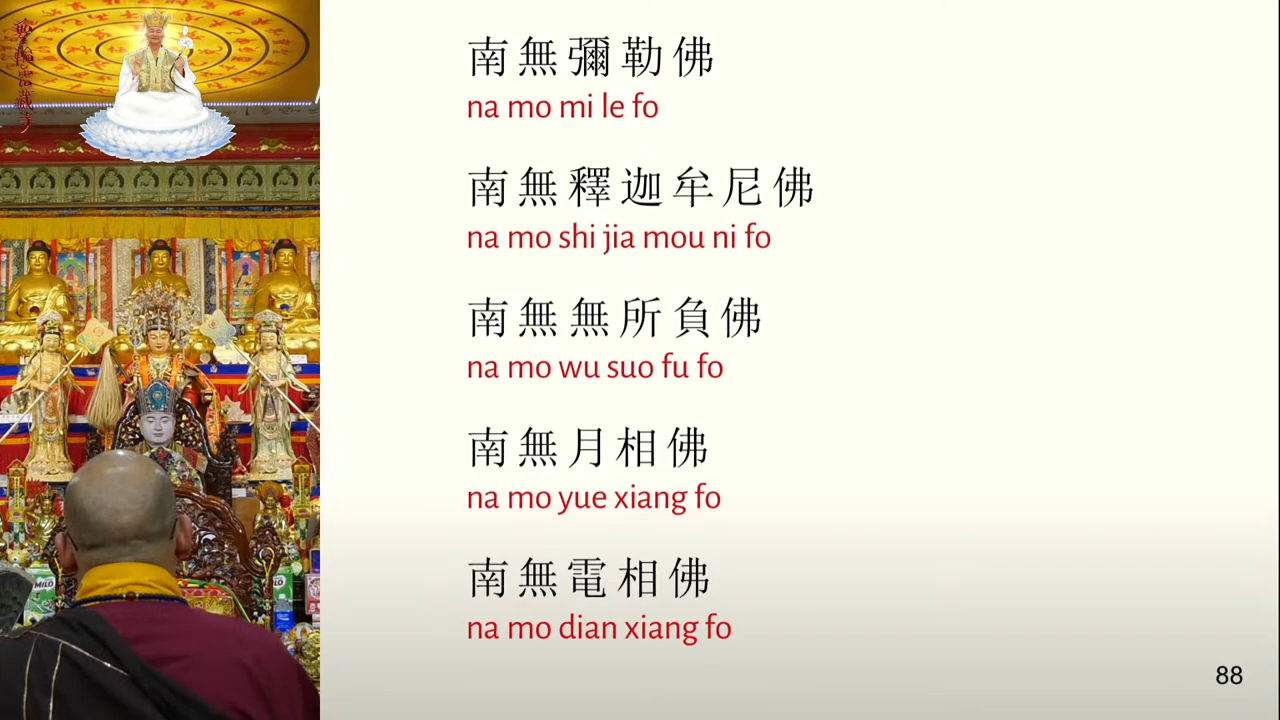 南無彌勒佛
na mo mi le fo
南無釋迦牟尼佛
na mo shi jia mou ni fo
南無無所負佛
na mo wu suo fu fo
南無月相佛
na mo yue xiang fo
南無電相佛
na mo dian xiang fo
MILO
88